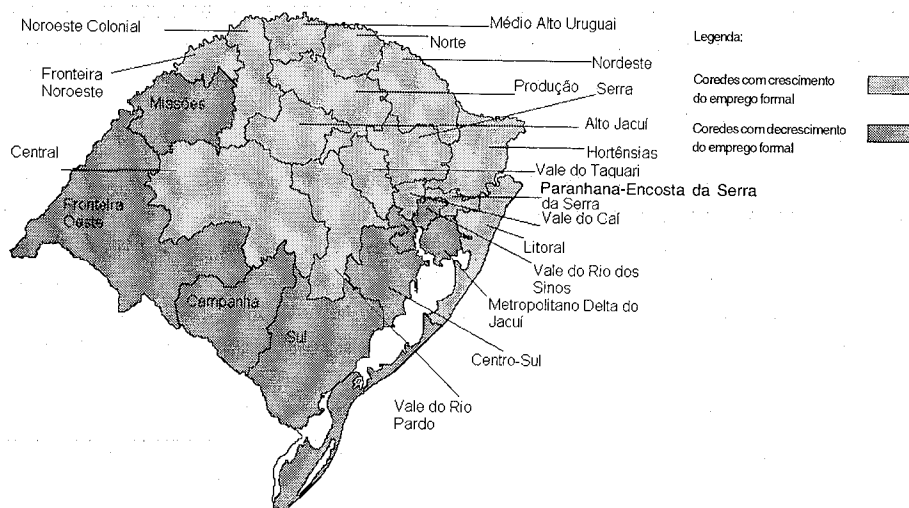 Noroeste Colonial
Médio Alto Uruguai
Norte
Nordeste
Fronteira
Noroeste
Missões
Produção
Serra
Alto Jacuí
Central
Hortênsias
Vale do Taquari
Paranhana-Encosta da Serra
da Serra
Vale do Caí
Fronteira
Oeste
Litoral
Vale do Rio dos
Sinos
Metropolitano Delta do
Jacuí
Campanha
Sul
Centro-Sul
Vale do Rio
Pardo
Legenda:
Coredes com crescimento
do emprego formal
Coredes com decrescimento
do emprego formal